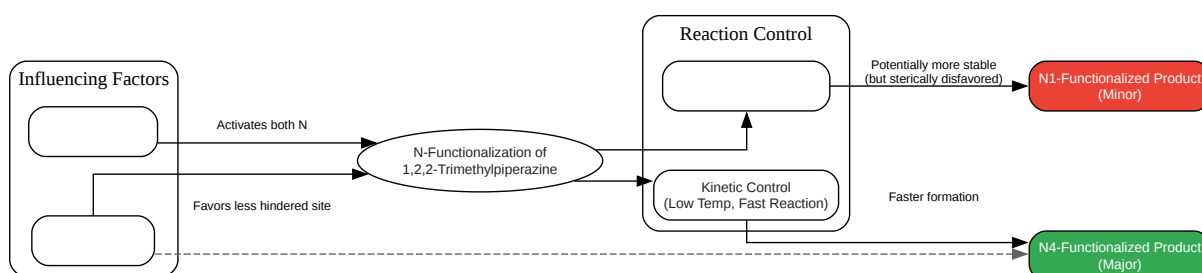 Influencing Factors
Activates both N
Favors less hindered site
N-Functionalization of
1,2,2-Trimethylpiperazine
Reaction Control
Kinetic Control
(Low Temp, Fast Reaction)
Potentially more stable
(but sterically disfavored)
Faster formation
N1-Functionalized Product
(Minor)
N4-Functionalized Product
(Major)